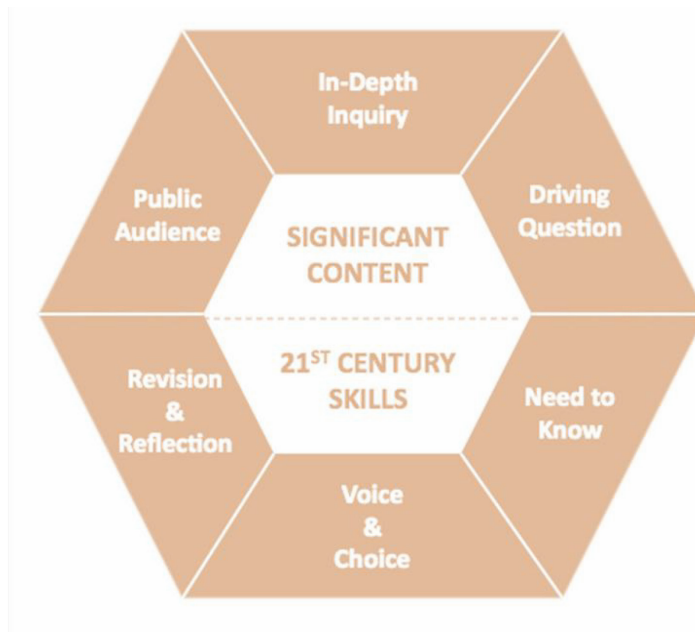 In-Depth
Inquiry
Driving
Question
Need to
Know
Voice
&
Choice
Revision
&
Reflection
Public
Audience
SIGNIFICANT
CONTENT
21ST CENTURY
SKILLS